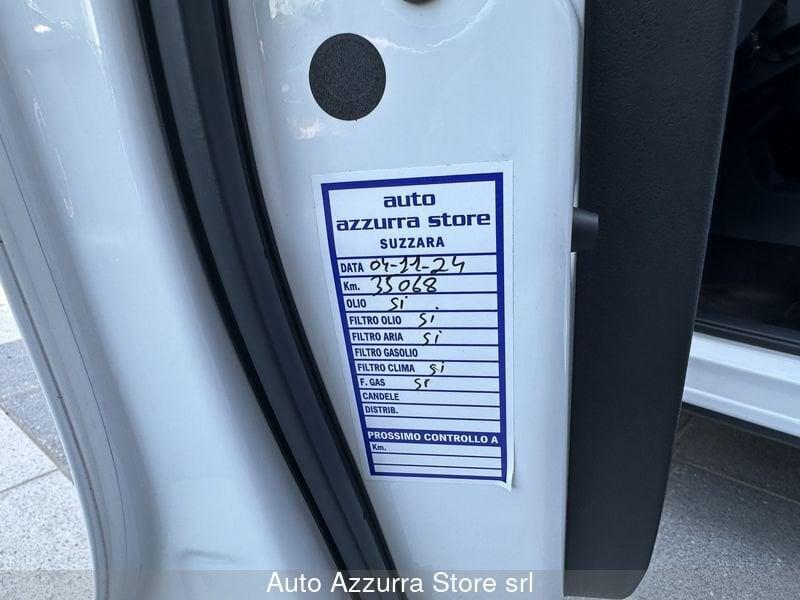 auto
azzurra store
SUZZARA
DATA 04-11-24
Km. 35068
OLIO Si
FILTRO OLIO Si
FILTRO ARIA Si
FILTRO GASOLIO
FILTRO CLIMA Si
F. GAS Si
CANDELE
DISTRIB.
PROSSIMO CONTROLLO A
Km.
Auto Azzurra Store srl